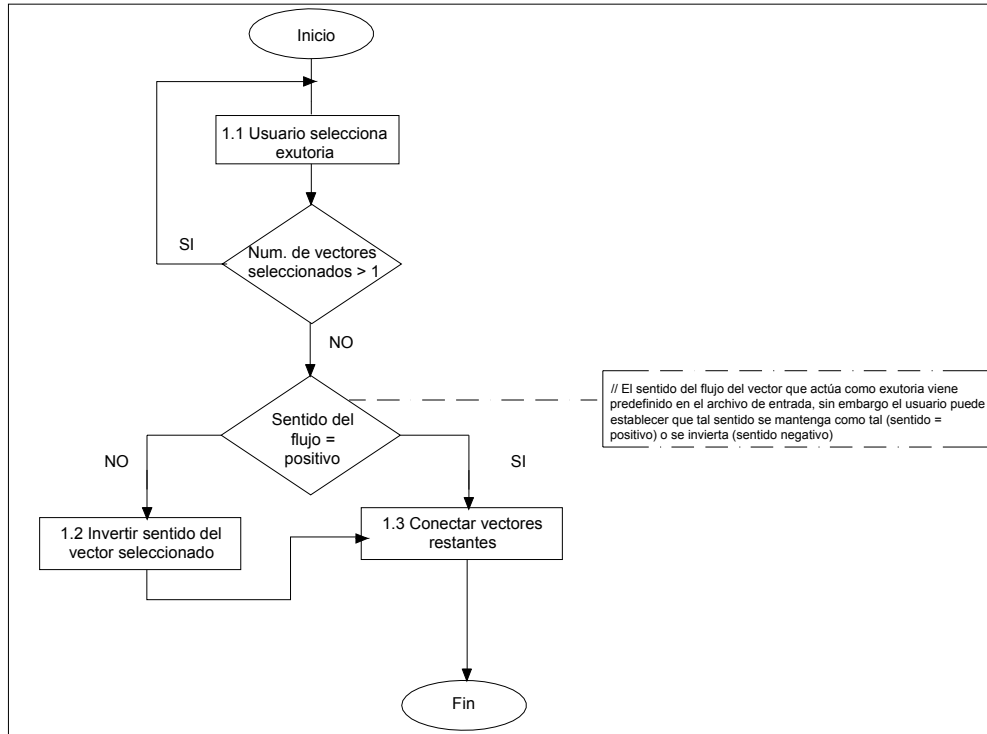 Inicio
1.1 Usuario selecciona
exutoria
SI
Num. de vectores
seleccionados > 1
NO
// El sentido del flujo del vector que actúa como exutoria viene
predefinido en el archivo de entrada, sin embargo el usuario puede
establecer que tal sentido se mantenga como tal (sentido =
positivo) o se invierta (sentido negativo)
Sentido del
flujo =
positivo
NO
SI
1.2 Invertir sentido del
vector seleccionado
1.3 Conectar vectores
restantes
Fin